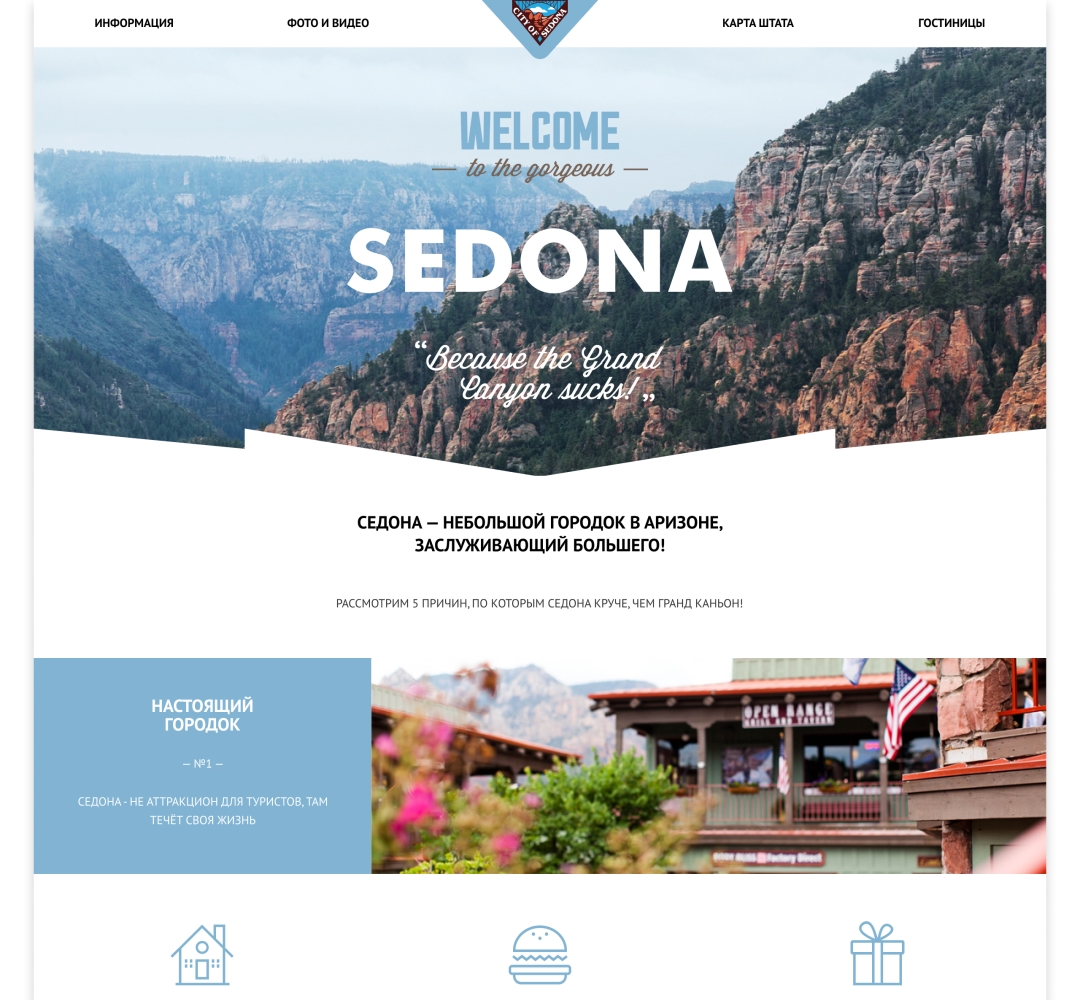 ИНФОРМАЦИЯ
ФОТО И ВИДЕО
CITY OF SEDONA
КАРТА ШТАТА
ГОСТИНИЦЫ
WELCOME
— to the gorgeous —
SEDONA
“Because the Grand
Canyon sucks! „
СЕДОНА — НЕБОЛЬШОЙ ГОРОДОК В АРИЗОНЕ,
ЗАСЛУЖИВАЮЩИЙ БОЛЬШЕГО!
РАССМОТРИМ 5 ПРИЧИН, ПО КОТОРЫМ СЕДОНА КРУЧЕ, ЧЕМ ГРАНД КАНЬОН!
НАСТОЯЩИЙ
ГОРОДОК
— №1 —
СЕДОНА - НЕ АТТРАКЦИОН ДЛЯ ТУРИСТОВ, ТАМ
ТЕЧЁТ СВОЯ ЖИЗНЬ
OPEN RANGE
GRILL AND TAVERN
Factory Direct